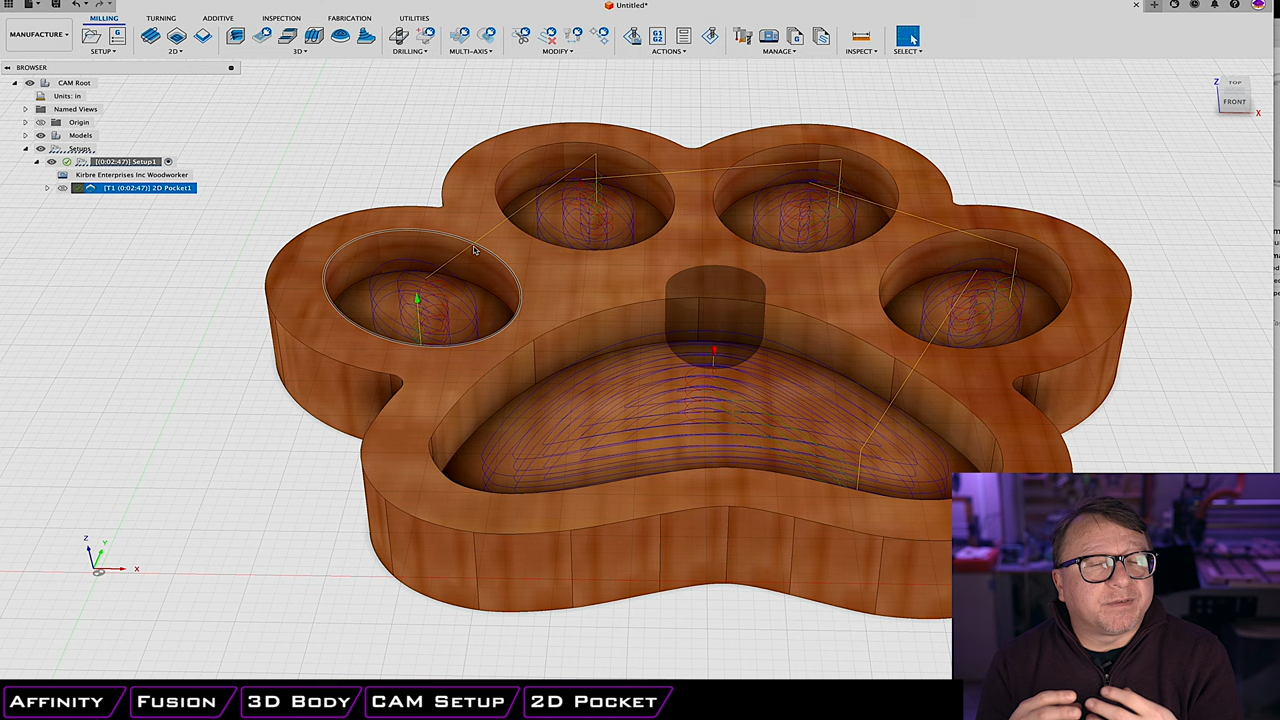 Untitled*
MILLING TURNING ADDITIVE INSPECTION FABRICATION UTILITIES
MANUFACTURE
SETUP 2D 3D DRILLING MULTI-AXIS MODIFY ACTIONS MANAGE INSPECT SELECT
G1
G2
BROWSER
CAM Root
Units: in
Named Views
Origin
Models
Setups
[(0:02:47)] Setup1
Kirbre Enterprises Inc Woodworker
[T1 (0:02:47)] 2D Pocket1
TOP
FRONT
Z
X
Z
Y
X
AFFINITY FUSION 3D BODY CAM SETUP 2D POCKET